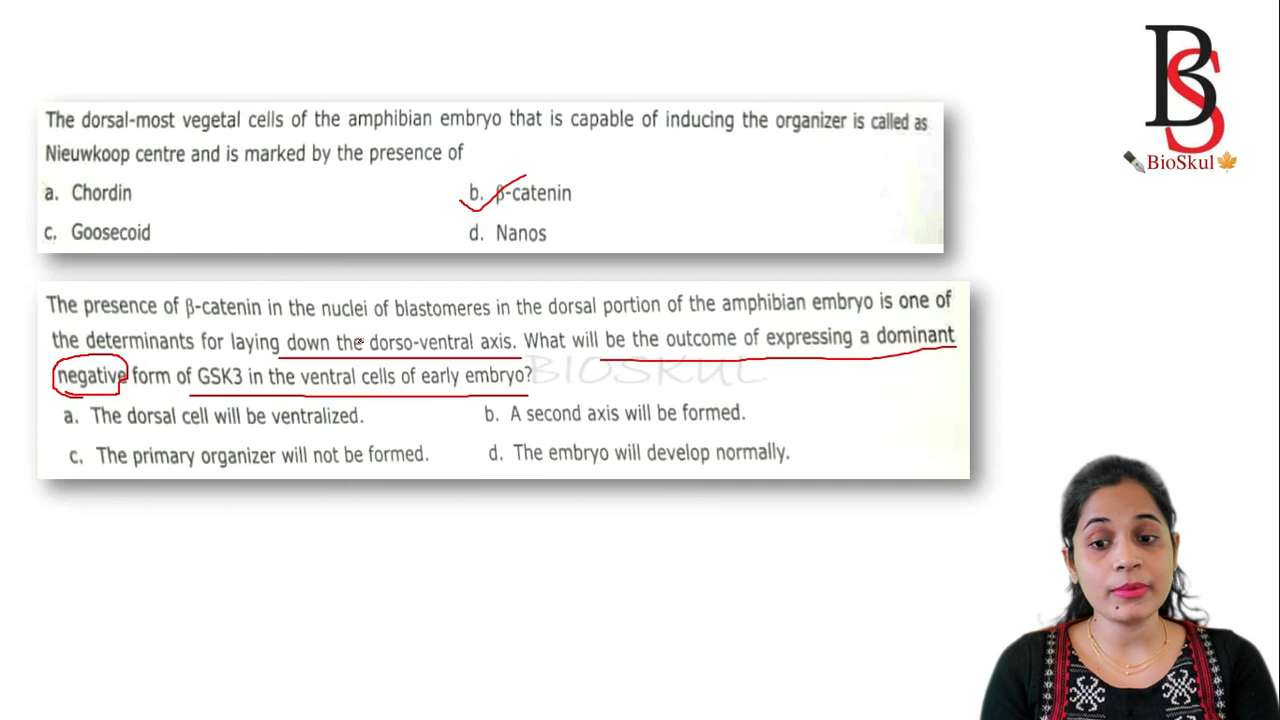 BS
BioSkul
The dorsal-most vegetal cells of the amphibian embryo that is capable of inducing the organizer is called as
Nieuwkoop centre and is marked by the presence of
a. Chordin
b. β-catenin
c. Goosecoid
d. Nanos
The presence of β-catenin in the nuclei of blastomeres in the dorsal portion of the amphibian embryo is one of
the determinants for laying down the dorso-ventral axis. What will be the outcome of expressing a dominant
negative form of GSK3 in the ventral cells of early embryo?
BIOSKUL
a. The dorsal cell will be ventralized.
b. A second axis will be formed.
c. The primary organizer will not be formed.
d. The embryo will develop normally.